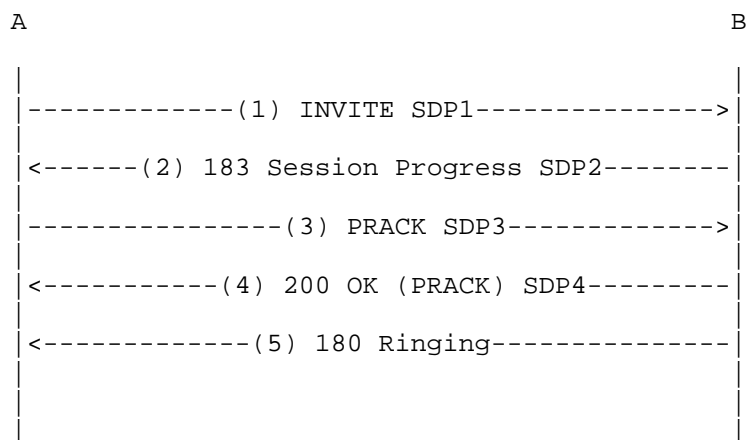 A B
|-------------(1) INVITE SDP1--------------->|
|<------(2) 183 Session Progress SDP2--------|
|----------------(3) PRACK SDP3------------->|
|<-----------(4) 200 OK (PRACK) SDP4---------|
|<-------------(5) 180 Ringing---------------|